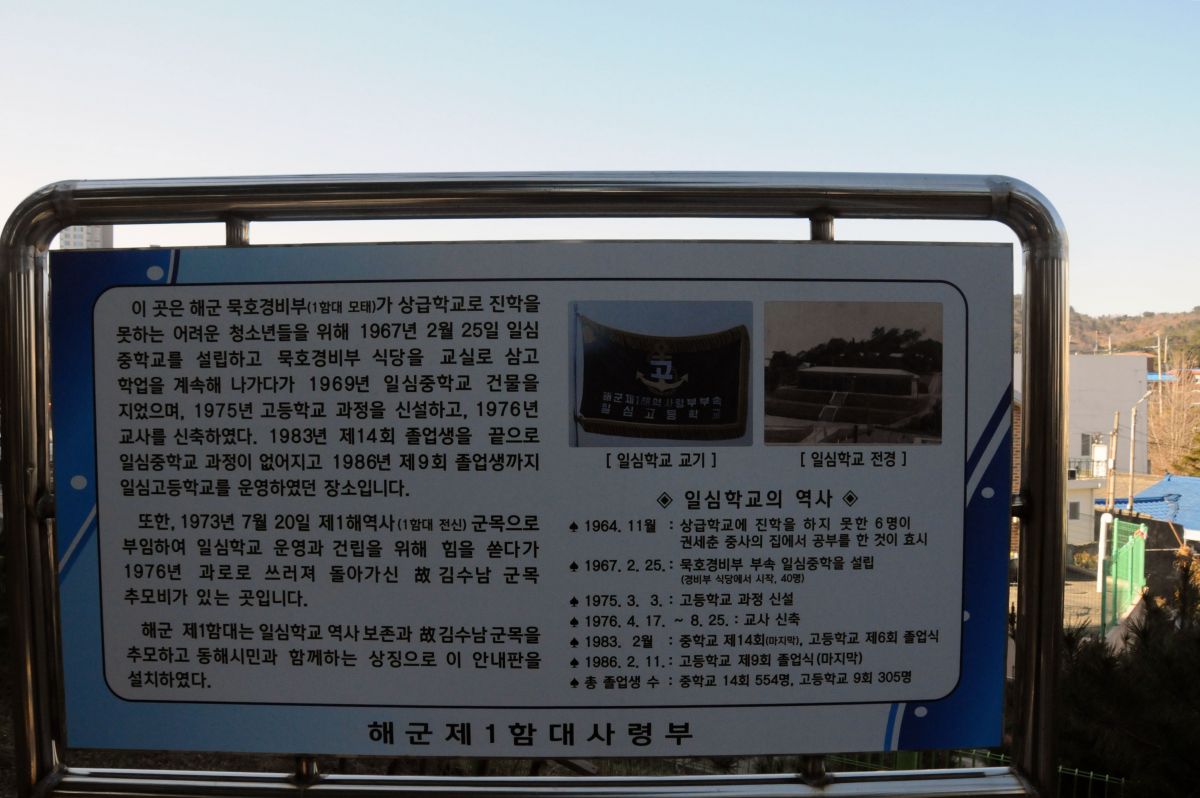 이 곳은 해군 묵호경비부(1함대 모태)가 상급학교로 진학을
못하는 어려운 청소년들을 위해 1967년 2월 25일 일심
중학교를 설립하고 묵호경비부 식당을 교실로 삼고
학업을 계속해 나가다가 1969년 일심중학교 건물을
지었으며, 1975년 고등학교 과정을 신설하고, 1976년
교사를 신축하였다. 1983년 제14회 졸업생을 끝으로
일심중학교 과정이 없어지고 1986년 제9회 졸업생까지
일심고등학교를 운영하였던 장소입니다.
또한, 1973년 7월 20일 제1해역사(1함대 전신) 군목으로
부임하여 일심학교 운영과 건립을 위해 힘을 쏟다가
1976년 과로로 쓰러져 돌아가신 故 김수남 군목
추모비가 있는 곳입니다.
해군 제1함대는 일심학교 역사 보존과 故 김수남 군목을
추모하고 동해시민과 함께하는 상징으로 이 안내판을
설치하였다.
고
해군제1해역사령부부속
일심고등학교
[ 일심학교 교기 ]
[ 일심학교 전경 ]
◈ 일심학교의 역사 ◈
♠ 1964. 11월 : 상급학교에 진학을 하지 못한 6명이
권세춘 중사의 집에서 공부를 한 것이 효시
♠ 1967. 2. 25. : 묵호경비부 부속 일심중학을 설립
(경비부 식당에서 시작, 40명)
♠ 1975. 3. 3. : 고등학교 과정 신설
♠ 1976. 4. 17. ~ 8. 25. : 교사 신축
♠ 1983. 2월 : 중학교 제14회(마지막), 고등학교 제6회 졸업식
♠ 1986. 2. 11. : 고등학교 제9회 졸업식(마지막)
♠ 총 졸업생 수 : 중학교 14회 554명, 고등학교 9회 305명
해군제1함대사령부